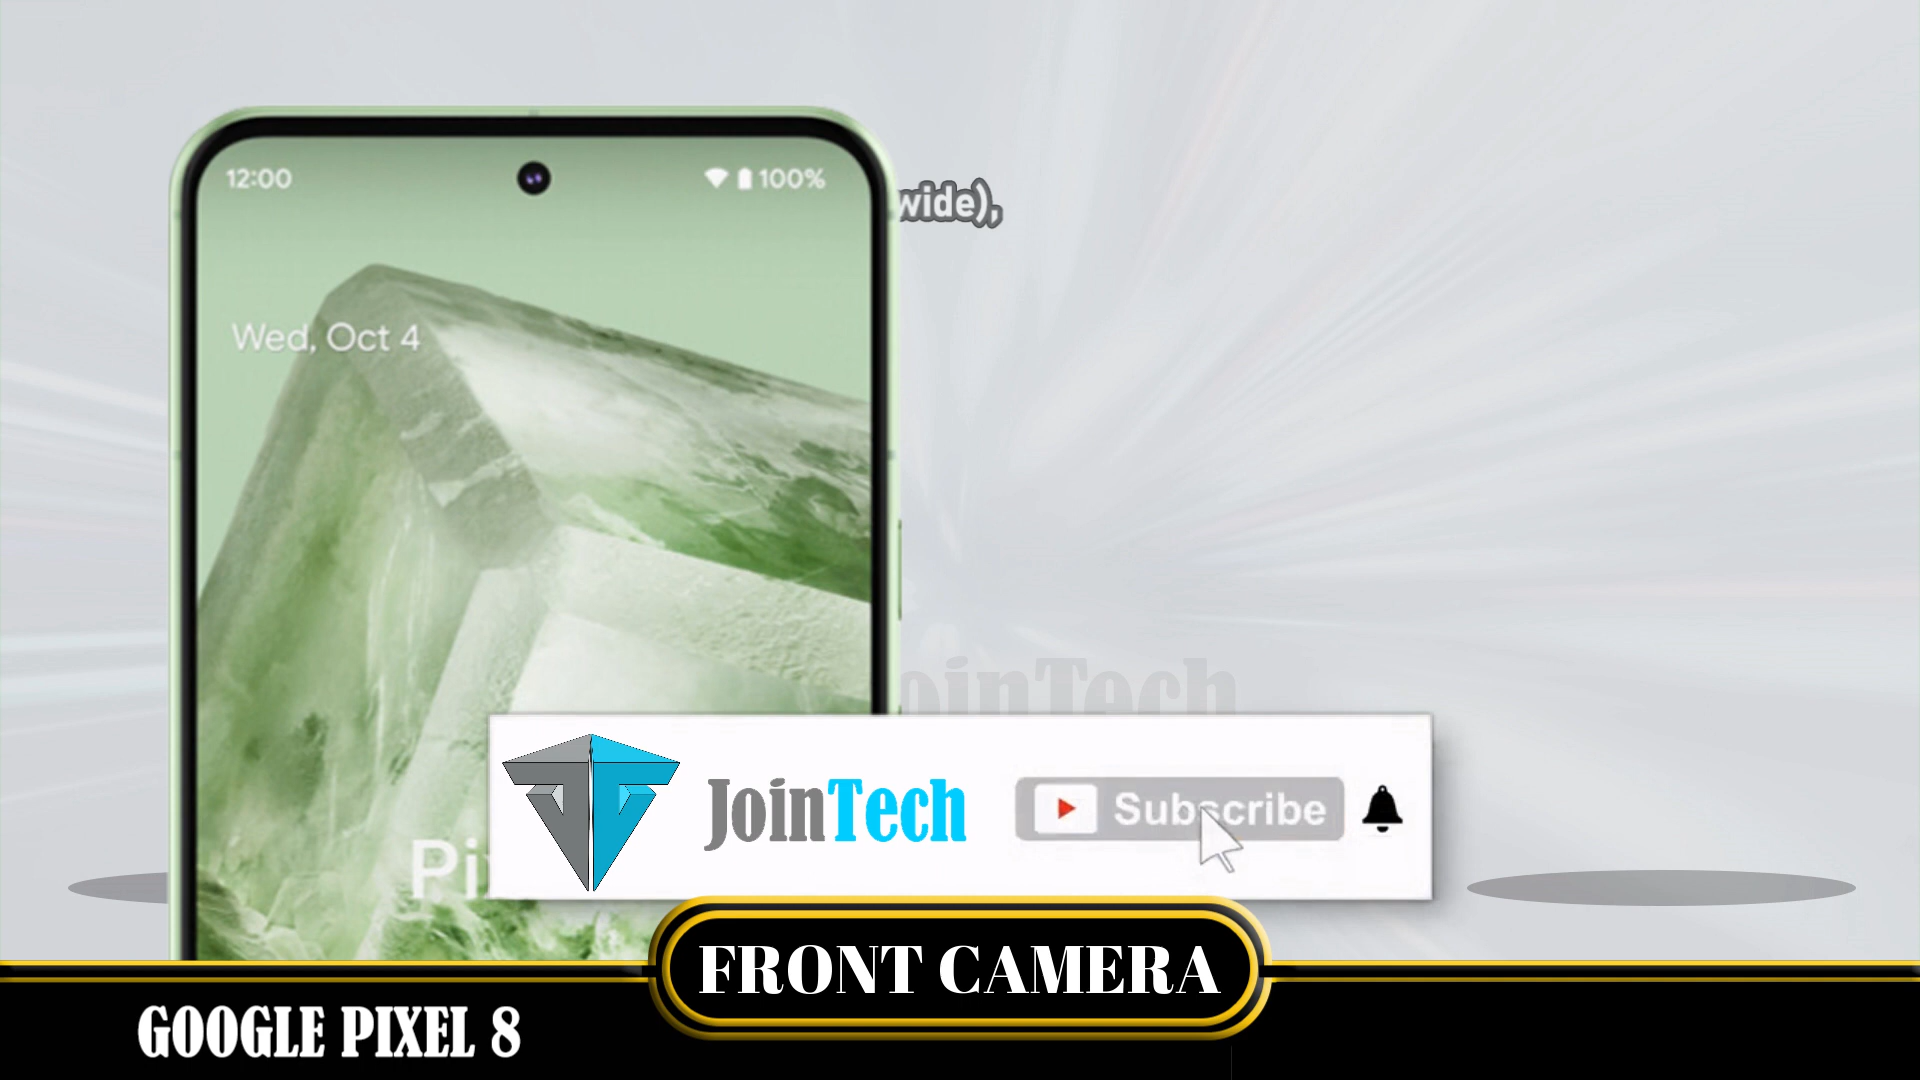 12:00
100%
wide),
Wed, Oct 4
JoinTech
Subscribe
FRONT CAMERA
GOOGLE PIXEL 8